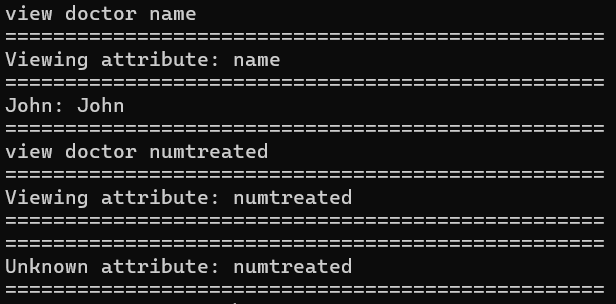 view doctor name
==================================================
Viewing attribute: name
==================================================
John: John
==================================================
view doctor numtreated
==================================================
Viewing attribute: numtreated
==================================================
==================================================
Unknown attribute: numtreated
==================================================